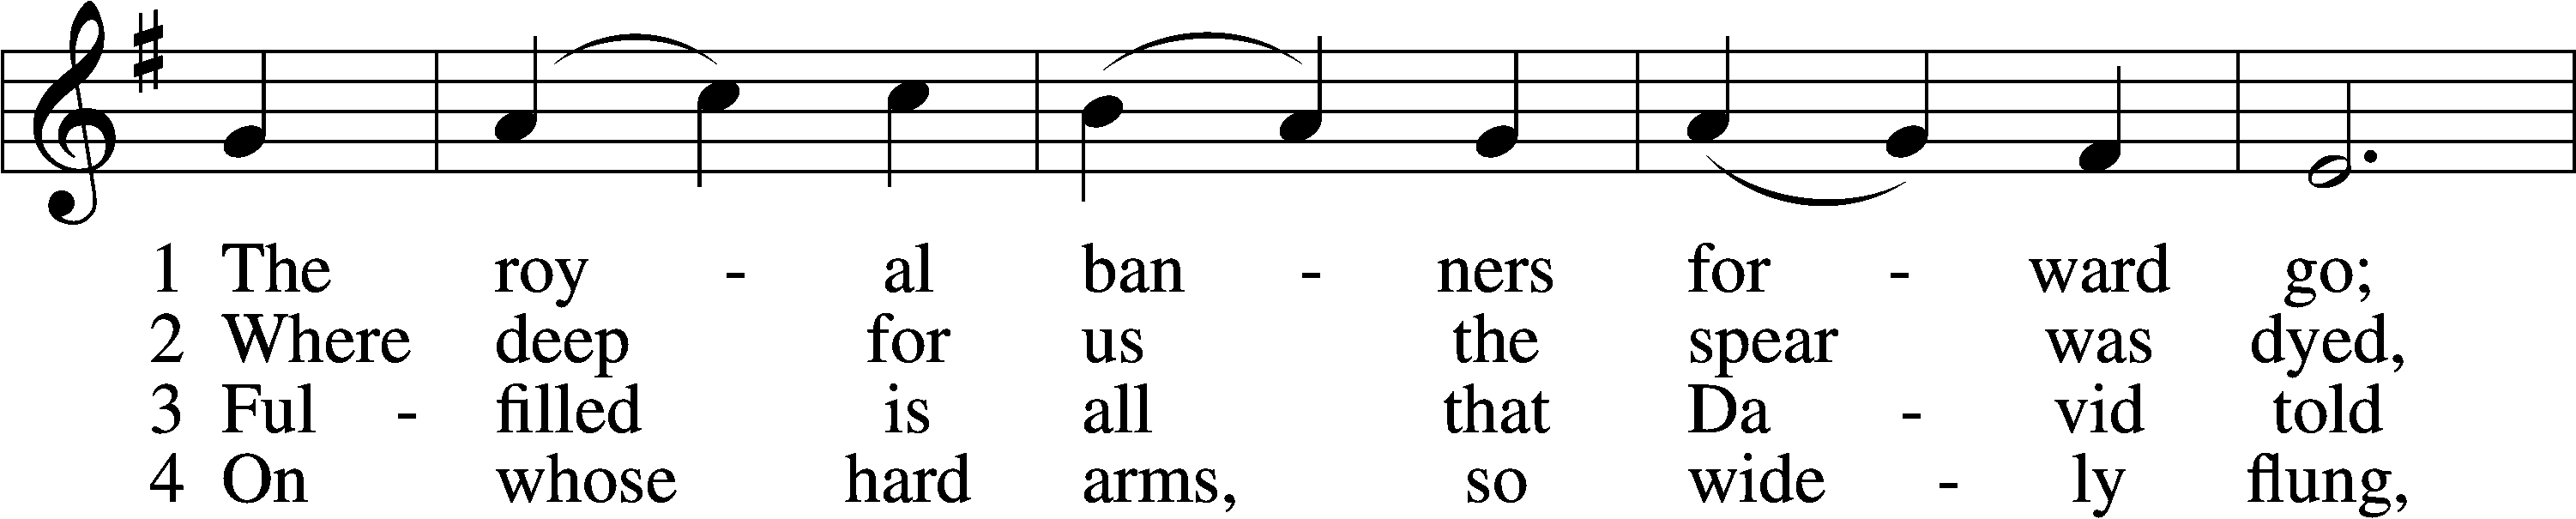 1 The roy - al ban - ners for - ward go;
2 Where deep for us the spear was dyed,
3 Ful - filled is all that Da - vid told
4 On whose hard arms, so wide - ly flung,